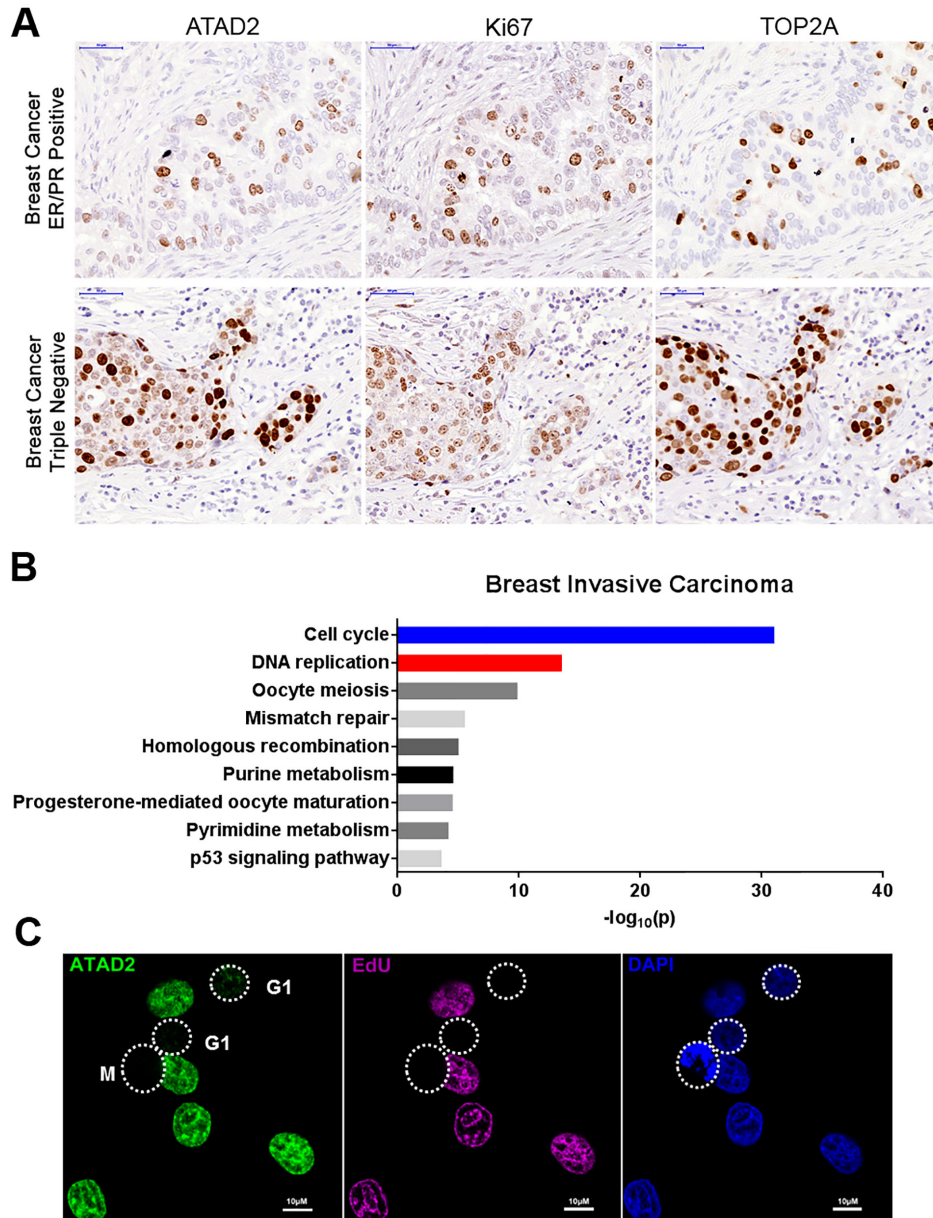 A
ATAD2
Ki67
TOP2A
Breast Cancer
ER/PR Positive
Breast Cancer
Triple Negative
B
Breast Invasive Carcinoma
Cell cycle
DNA replication
Oocyte meiosis
Mismatch repair
Homologous recombination
Purine metabolism
Progesterone-mediated oocyte maturation
Pyrimidine metabolism
p53 signaling pathway
0
10
20
30
40
-log10(p)
C
ATAD2
G1
G1
M
10µM
EdU
10µM
DAPI
10µM